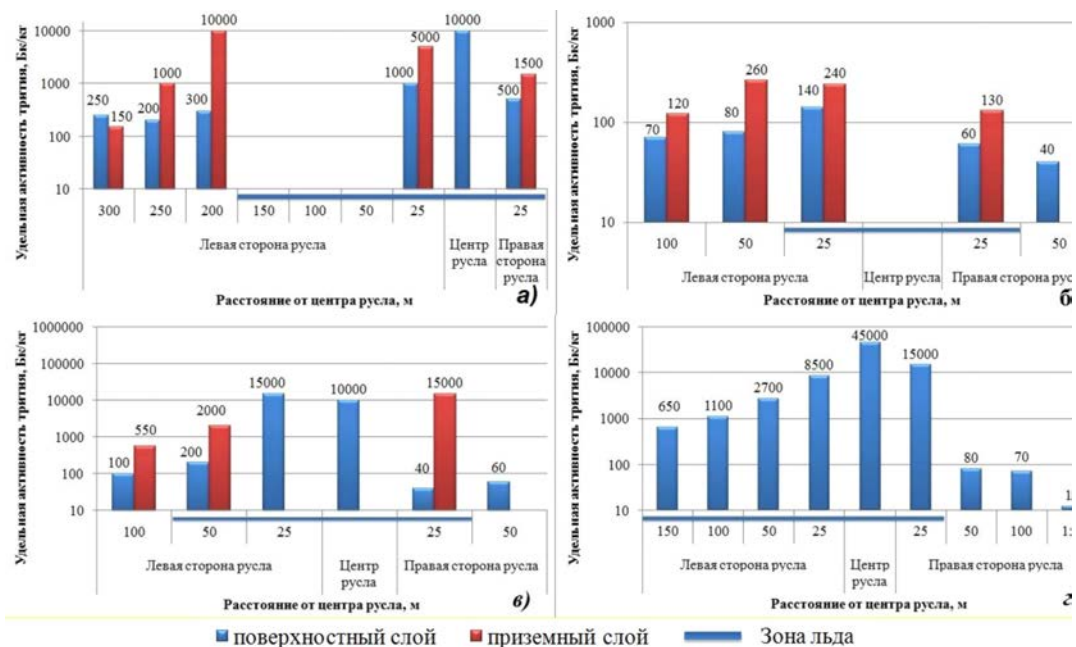 Удельная активность трития, Бк/кг
10000
1000
100
10
250
150
200
1000
300
10000
1000
5000
10000
500
1500
300 250 200 150 100 50 25 25
Левая сторона русла
Центр русла
Правая сторона русла
Расстояние от центра русла, м
а)
Удельная активность трития, Бк/кг
1000
100
10
70
120
80
260
140
240
60
130
40
100 50 25 25 50
Левая сторона русла
Центр русла
Правая сторона
Расстояние от центра русла, м
Удельная активность трития, Бк/кг
1000000
100000
10000
1000
100
10
100
550
200
2000
15000
10000
40
15000
60
100 50 25 25 50
Левая сторона русла
Центр русла
Правая сторона русла
Расстояние от центра русла, м
в)
Удельная активность трития, Бк/кг
100000
10000
1000
100
10
650
1100
2700
8500
45000
15000
80
70
150 100 50 25 25 50 100
Левая сторона русла
Центр русла
Правая сторона русла
Расстояние от центра русла, м
поверхностный слой приземный слой Зона льда